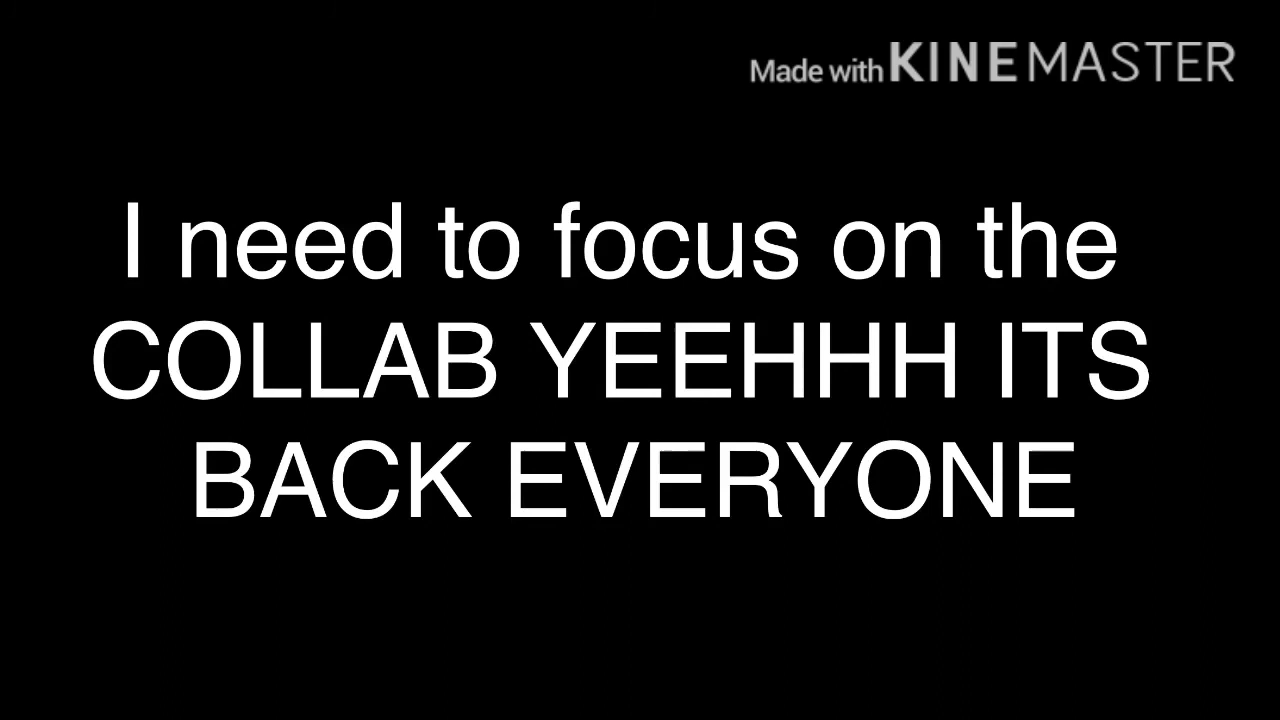 Made with KINEMASTER
I need to focus on the
COLLAB YEEHHH ITS
BACK EVERYONE